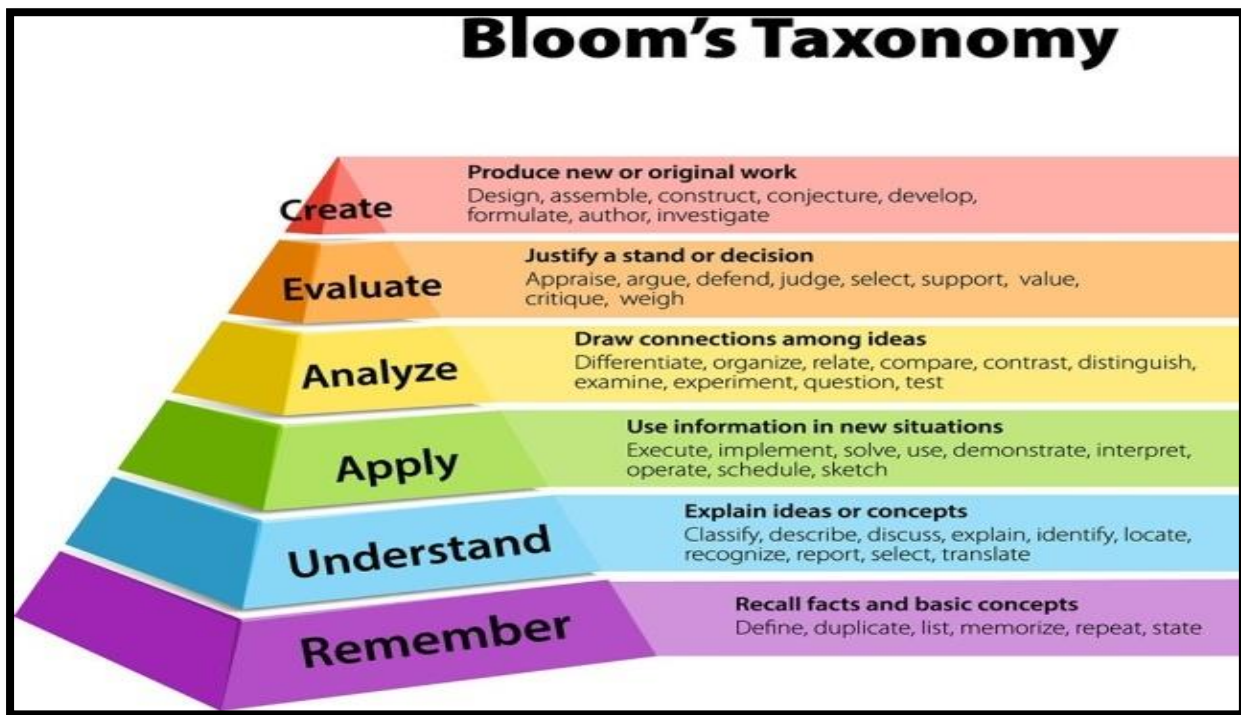 Bloom's Taxonomy
Create
Produce new or original work
Design, assemble, construct, conjecture, develop,
formulate, author, investigate
Evaluate
Justify a stand or decision
Appraise, argue, defend, judge, select, support, value,
critique, weigh
Analyze
Draw connections among ideas
Differentiate, organize, relate, compare, contrast, distinguish,
examine, experiment, question, test
Apply
Use information in new situations
Execute, implement, solve, use, demonstrate, interpret,
operate, schedule, sketch
Understand
Explain ideas or concepts
Classify, describe, discuss, explain, identify, locate,
recognize, report, select, translate
Remember
Recall facts and basic concepts
Define, duplicate, list, memorize, repeat, state